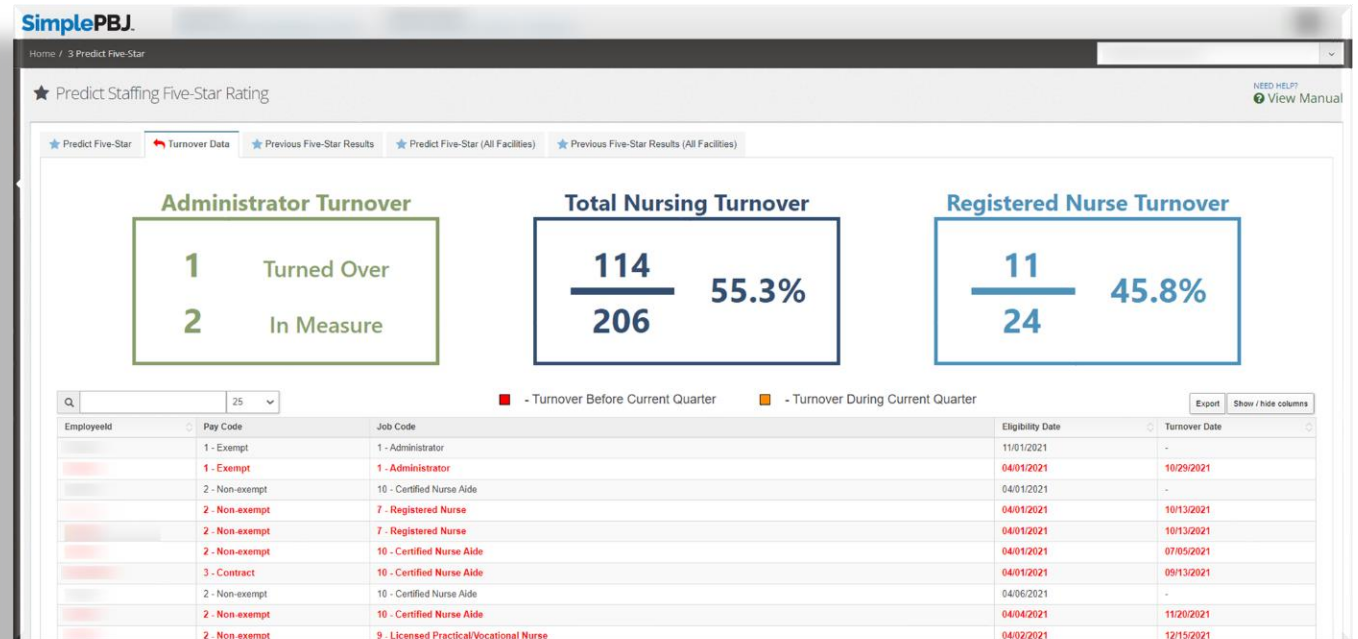 SimplePBJ.
Home / 3 Predict Five-Star
Predict Staffing Five-Star Rating
NEED HELP?
View Manual
Predict Five-Star Turnover Data Previous Five-Star Results Predict Five-Star (All Facilities) Previous Five-Star Results (All Facilities)
Administrator Turnover
1 Turned Over
2 In Measure
Total Nursing Turnover
114
206
55.3%
Registered Nurse Turnover
11
24
45.8%
25
- Turnover Before Current Quarter - Turnover During Current Quarter
Export Show / hide columns
EmployeeId Pay Code Job Code Eligibility Date Turnover Date
1 - Exempt 1 - Administrator 11/01/2021 -
1 - Exempt 1 - Administrator 04/01/2021 10/29/2021
2 - Non-exempt 10 - Certified Nurse Aide 04/01/2021 -
2 - Non-exempt 7 - Registered Nurse 04/01/2021 10/13/2021
2 - Non-exempt 7 - Registered Nurse 04/01/2021 10/13/2021
2 - Non-exempt 10 - Certified Nurse Aide 04/01/2021 07/05/2021
3 - Contract 10 - Certified Nurse Aide 04/01/2021 09/13/2021
2 - Non-exempt 10 - Certified Nurse Aide 04/06/2021 -
2 - Non-exempt 10 - Certified Nurse Aide 04/04/2021 11/20/2021
2 - Non-exempt 9 - Licensed Practical/Vocational Nurse 04/02/2021 12/15/2021